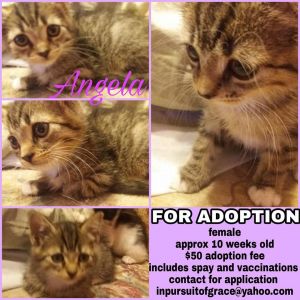 Angela
FOR ADOPTION
female
approx 10 weeks old
$50 adoption fee
includes spay and vaccinations
contact for application
inpursuitofgrace@yahoo.com